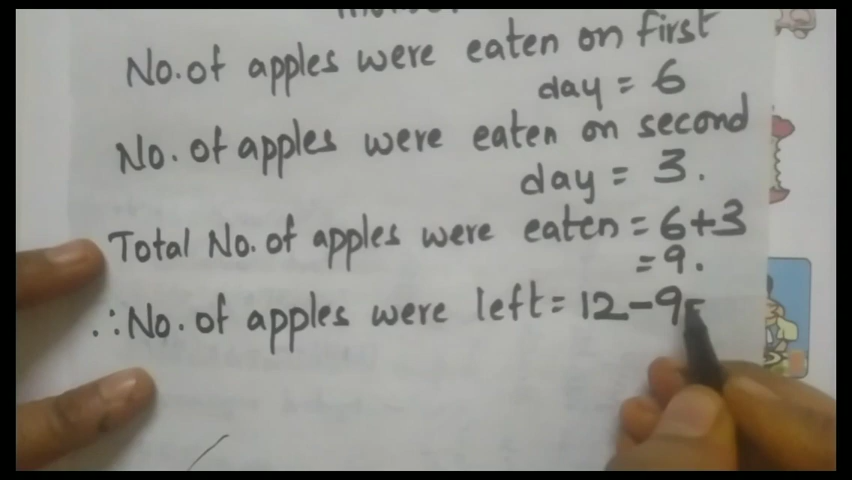 No. of apples were eaten on first
day = 6
No. of apples were eaten on second
day = 3.
Total No. of apples were eaten = 6+3
= 9.
∴ No. of apples were left = 12-9=